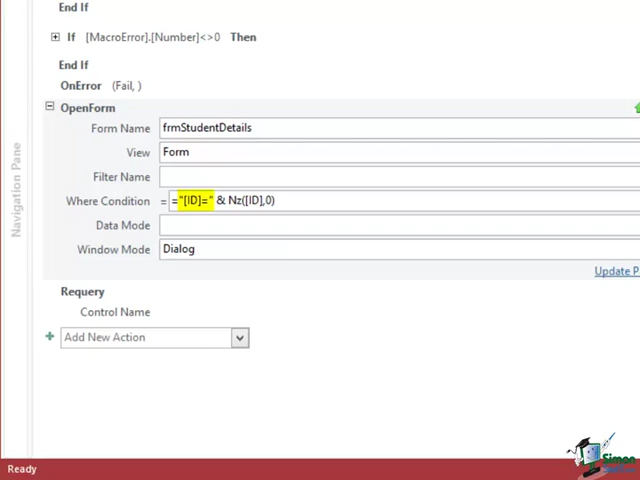 End If
If [MacroError].[Number]<>0 Then
End If
OnError (Fail, )
OpenForm
Form Name frmStudentDetails
View Form
Filter Name
Where Condition = ="[ID]=" & Nz([ID],0)
Data Mode
Window Mode Dialog
Update P
Requery
Control Name
Add New Action
Navigation Pane
Ready
Simon